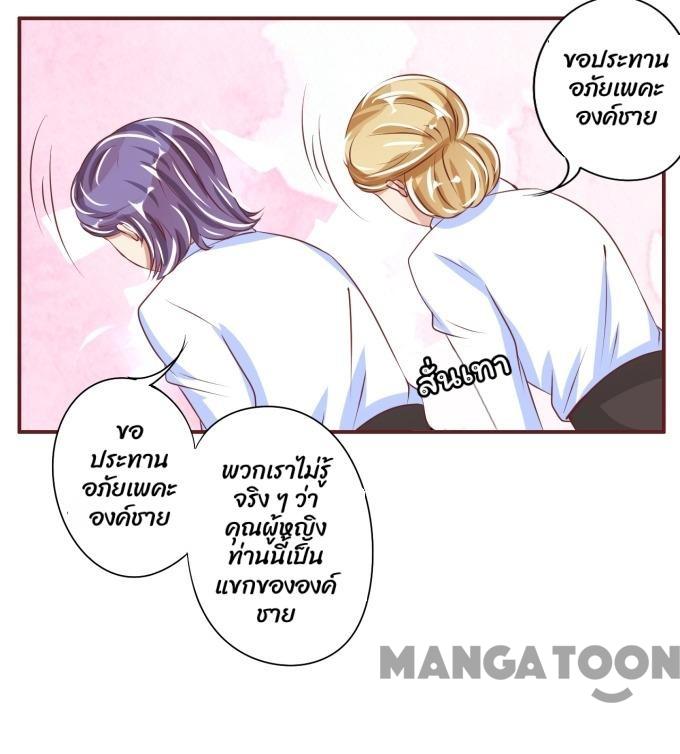 ขอประทาน
อภัยเพคะ
องค์ชาย
สั่นเทา
ขอ
ประทาน
อภัยเพคะ
องค์ชาย
พวกเราไม่รู้
จริง ๆ ว่า
คุณผู้หญิง
ท่านนี้เป็น
แขกขององค์
ชาย
MANGATOON